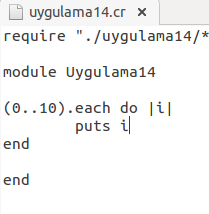 uygulama14.cr
require "./uygulama14/*
module Uygulama14
(0..10).each do |i|
        puts i
end
end